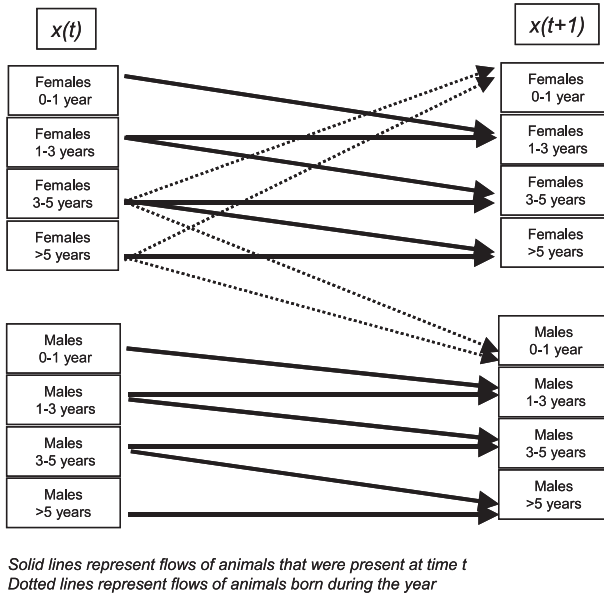 x(t)
x(t+1)
Females
0-1 year
Females
1-3 years
Females
3-5 years
Females
>5 years
Females
0-1 year
Females
1-3 years
Females
3-5 years
Females
>5 years
Males
0-1 year
Males
1-3 years
Males
3-5 years
Males
>5 years
Males
0-1 year
Males
1-3 years
Males
3-5 years
Males
>5 years
Solid lines represent flows of animals that were present at time t
Dotted lines represent flows of animals born during the year